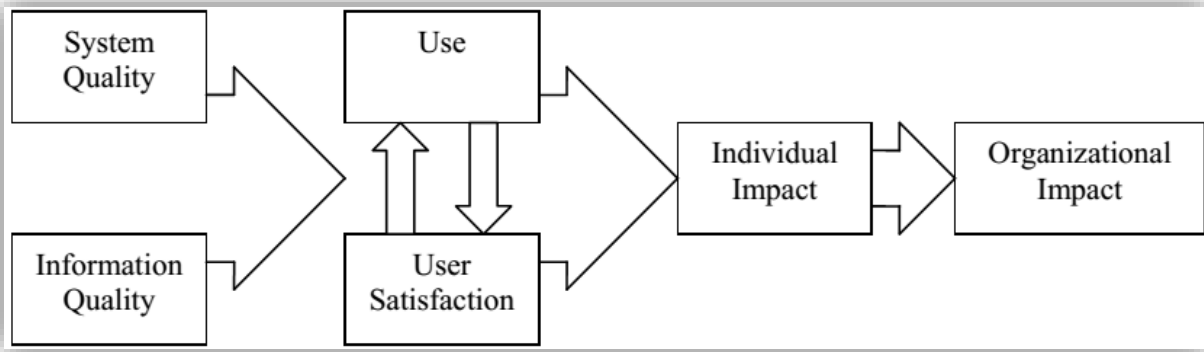 System
Quality
Use
Information
Quality
User
Satisfaction
Individual
Impact
Organizational
Impact